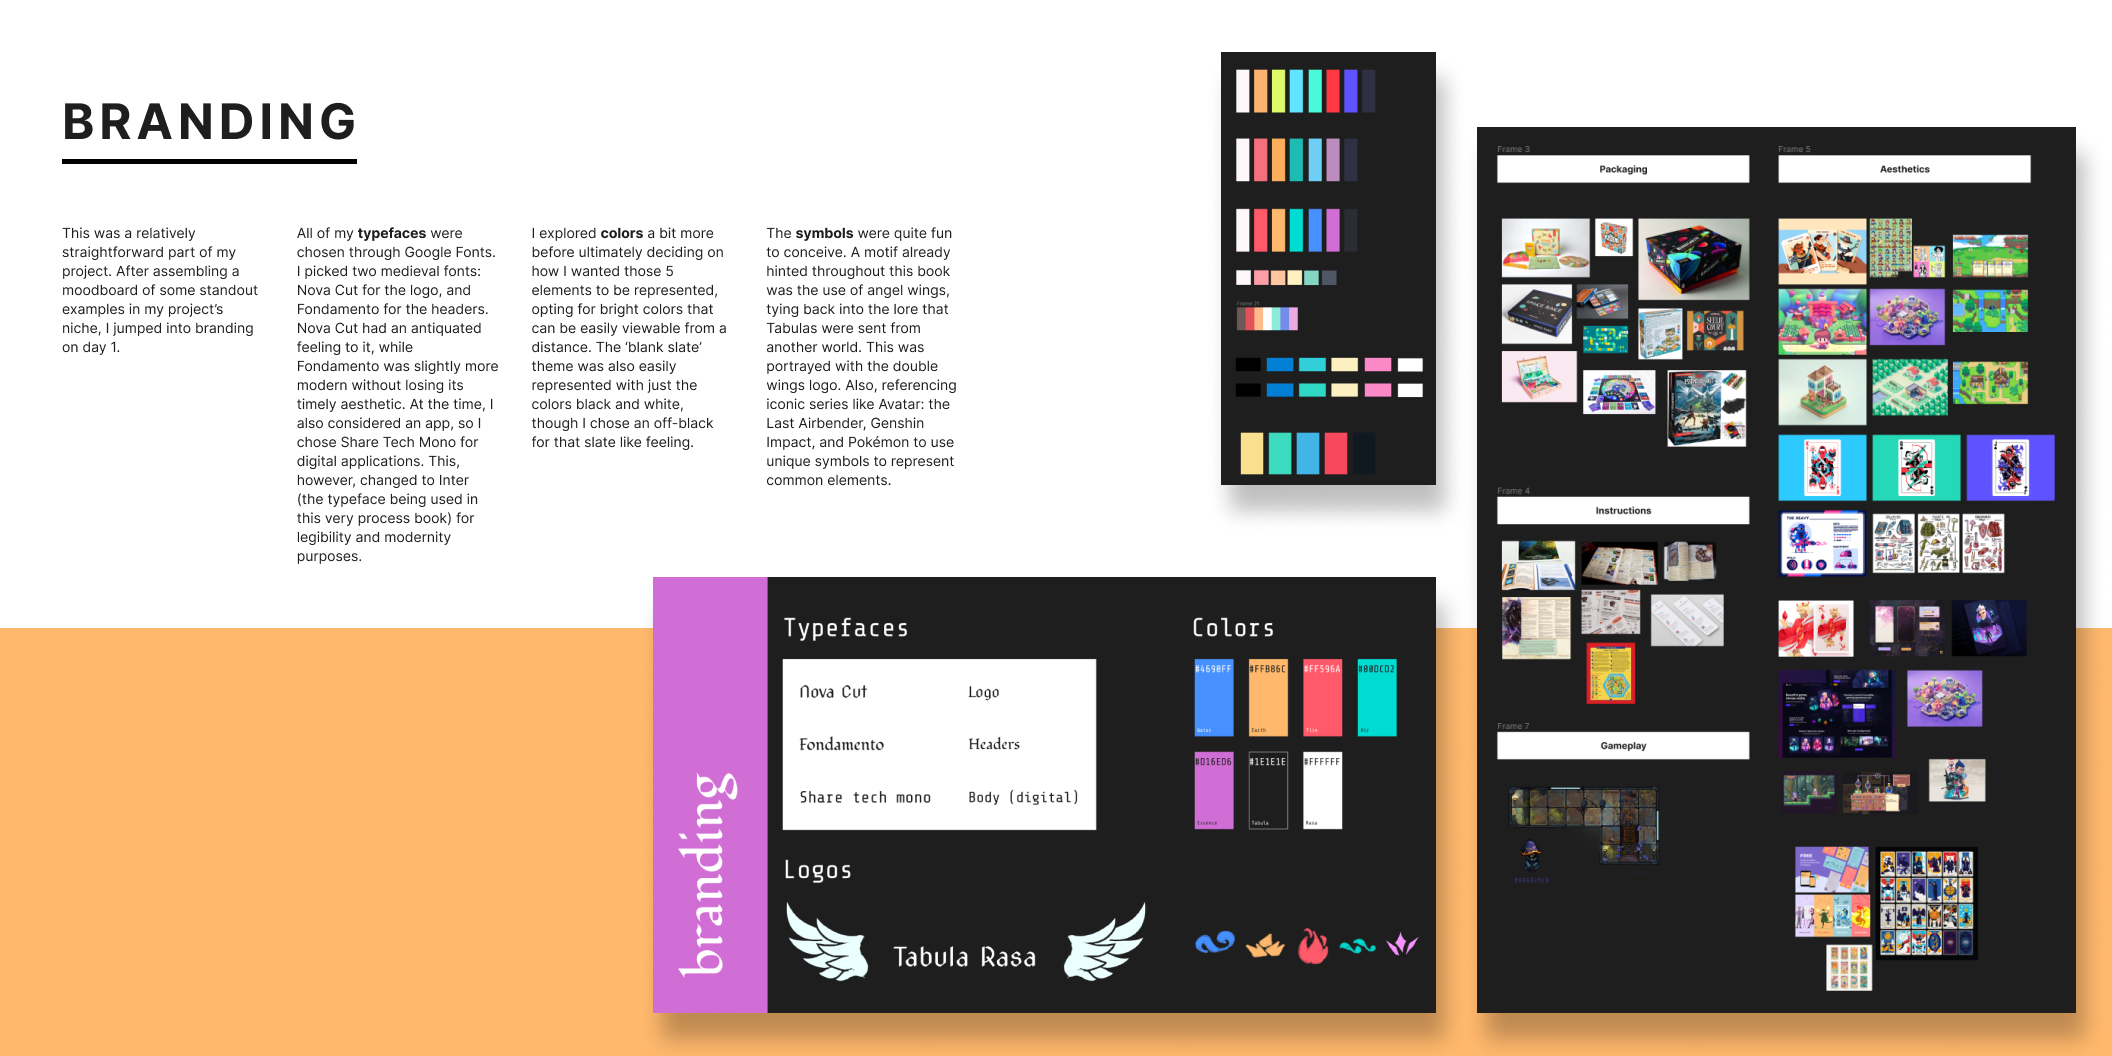 BRANDING
This was a relatively
straightforward part of my
project. After assembling a
moodboard of some standout
examples in my project’s
niche, I jumped into branding
on day 1.
All of my typefaces were
chosen through Google Fonts.
I picked two medieval fonts:
Nova Cut for the logo, and
Fondamento for the headers.
Nova Cut had an antiquated
feeling to it, while
Fondamento was slightly more
modern without losing its
timely aesthetic. At the time, I
also considered an app, so I
chose Share Tech Mono for
digital applications. This,
however, changed to Inter
(the typeface being used in
this very process book) for
legibility and modernity
purposes.
I explored colors a bit more
before ultimately deciding on
how I wanted those 5
elements to be represented,
opting for bright colors that
can be easily viewable from a
distance. The ‘blank slate’
theme was also easily
represented with just the
colors black and white,
though I chose an off-black
for that slate like feeling.
The symbols were quite fun
to conceive. A motif already
hinted throughout this book
was the use of angel wings,
tying back into the lore that
Tabulas were sent from
another world. This was
portrayed with the double
wings logo. Also, referencing
iconic series like Avatar: the
Last Airbender, Genshin
Impact, and Pokémon to use
unique symbols to represent
common elements.
Frame 21
branding
Typefaces
Nova Cut Logo
Fondamento Headers
Share tech mono Body (digital)
Logos
Tabula Rasa
Colors
#4690FF #FFB86C #FF596A #00DCD2
Water Earth Fire Air
#D16ED6 #1E1E1E #FFFFFF
Essence Tabula Rasa
Frame 3
Packaging
Frame 4
Instructions
Frame 7
Gameplay
Frame 5
Aesthetics
THE HEAVY
FREE